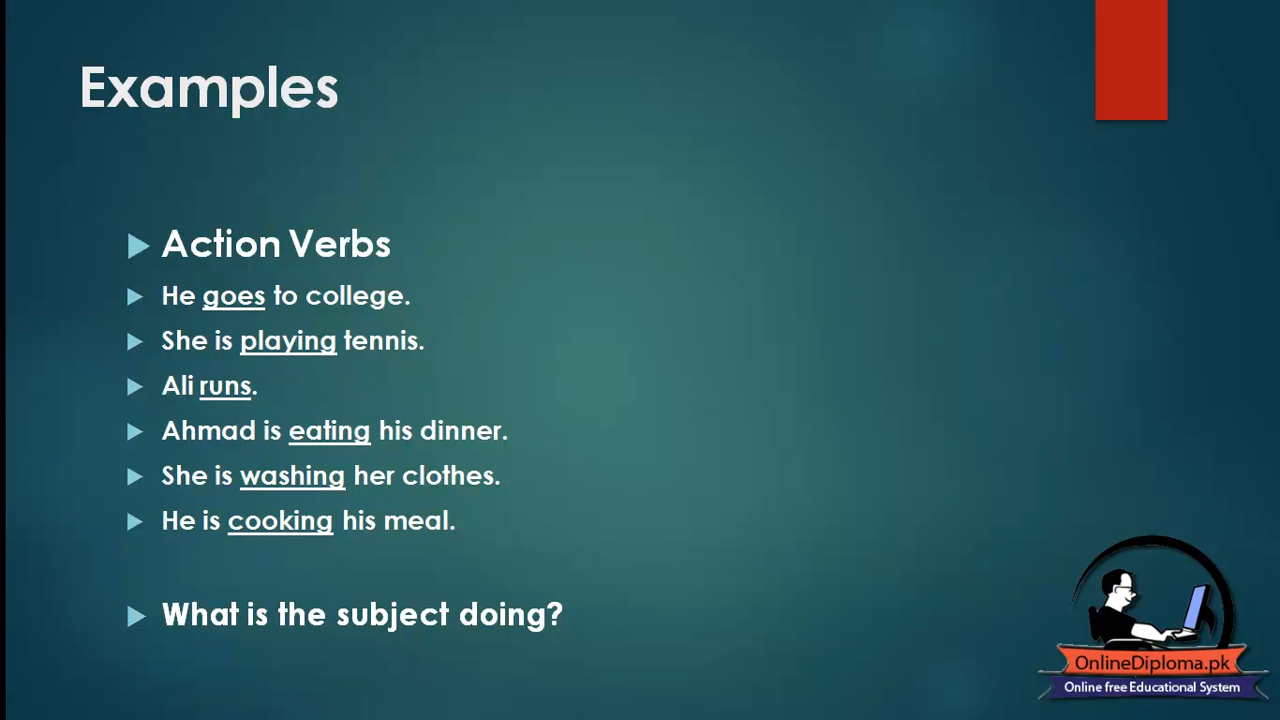 Examples
Action Verbs
He goes to college.
She is playing tennis.
Ali runs.
Ahmad is eating his dinner.
She is washing her clothes.
He is cooking his meal.
What is the subject doing?
OnlineDiploma.pk
Online free Educational System